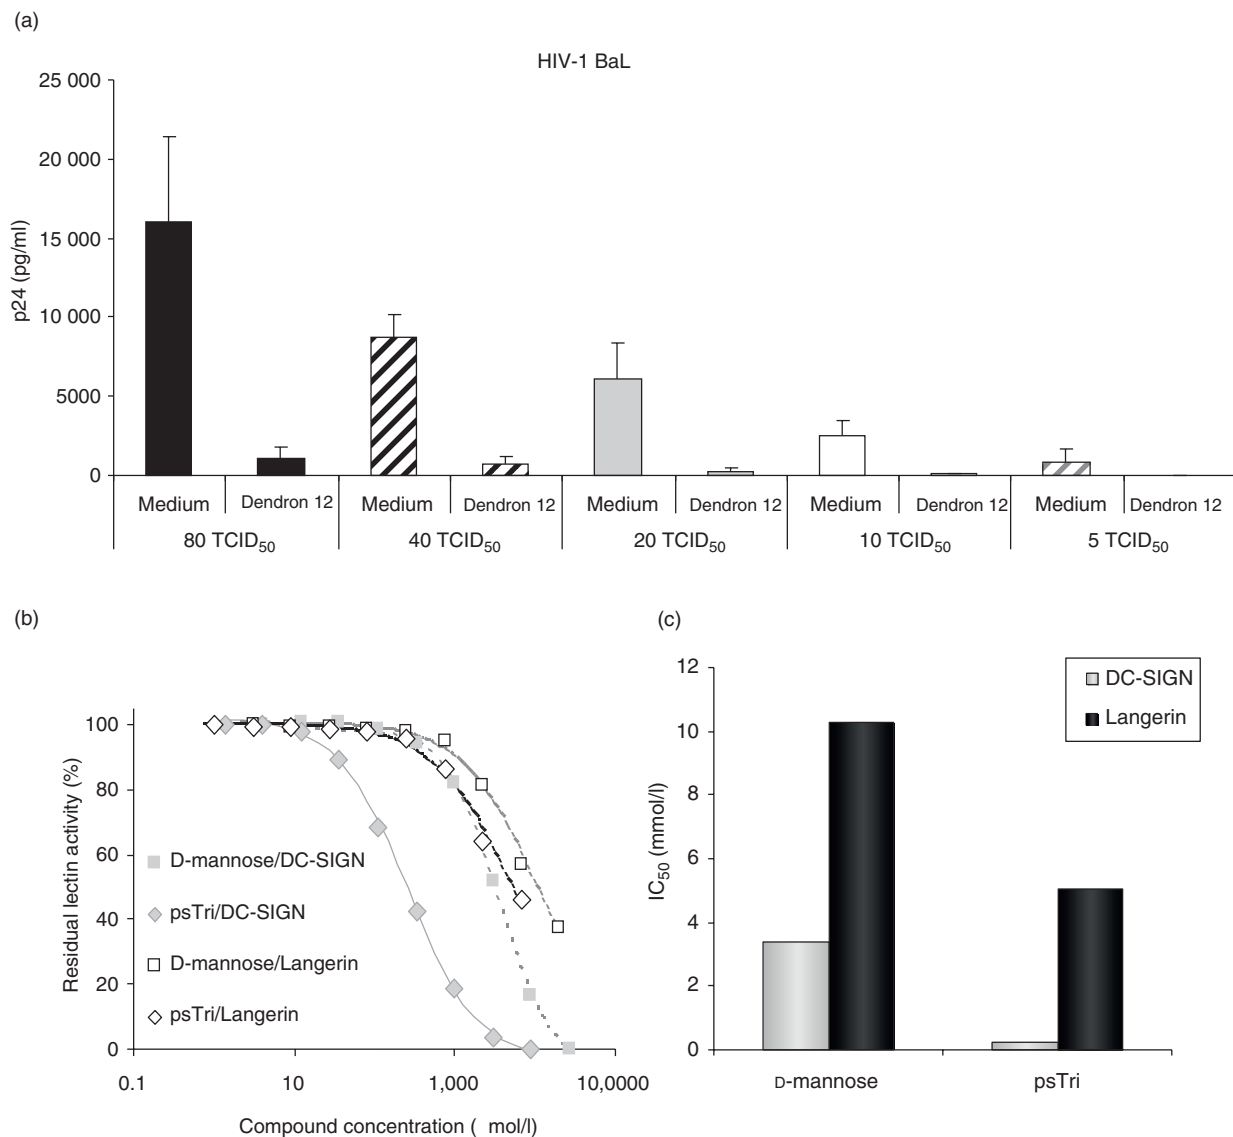 (a)
HIV-1 BaL
p24 (pg/ml)
25 000
20 000
15 000
10 000
5000
0
Medium Dendron 12 Medium Dendron 12 Medium Dendron 12 Medium Dendron 12 Medium Dendron 12
80 TCID50 40 TCID50 20 TCID50 10 TCID50 5 TCID50
(b)
Residual lectin activity (%)
100
80
60
40
20
0
D-mannose/DC-SIGN
psTri/DC-SIGN
D-mannose/Langerin
psTri/Langerin
0.1 10 1,000 10,0000
Compound concentration ( mol/l)
(c)
IC50 (mmol/l)
12
10
8
6
4
2
0
DC-SIGN
Langerin
D-mannose psTri